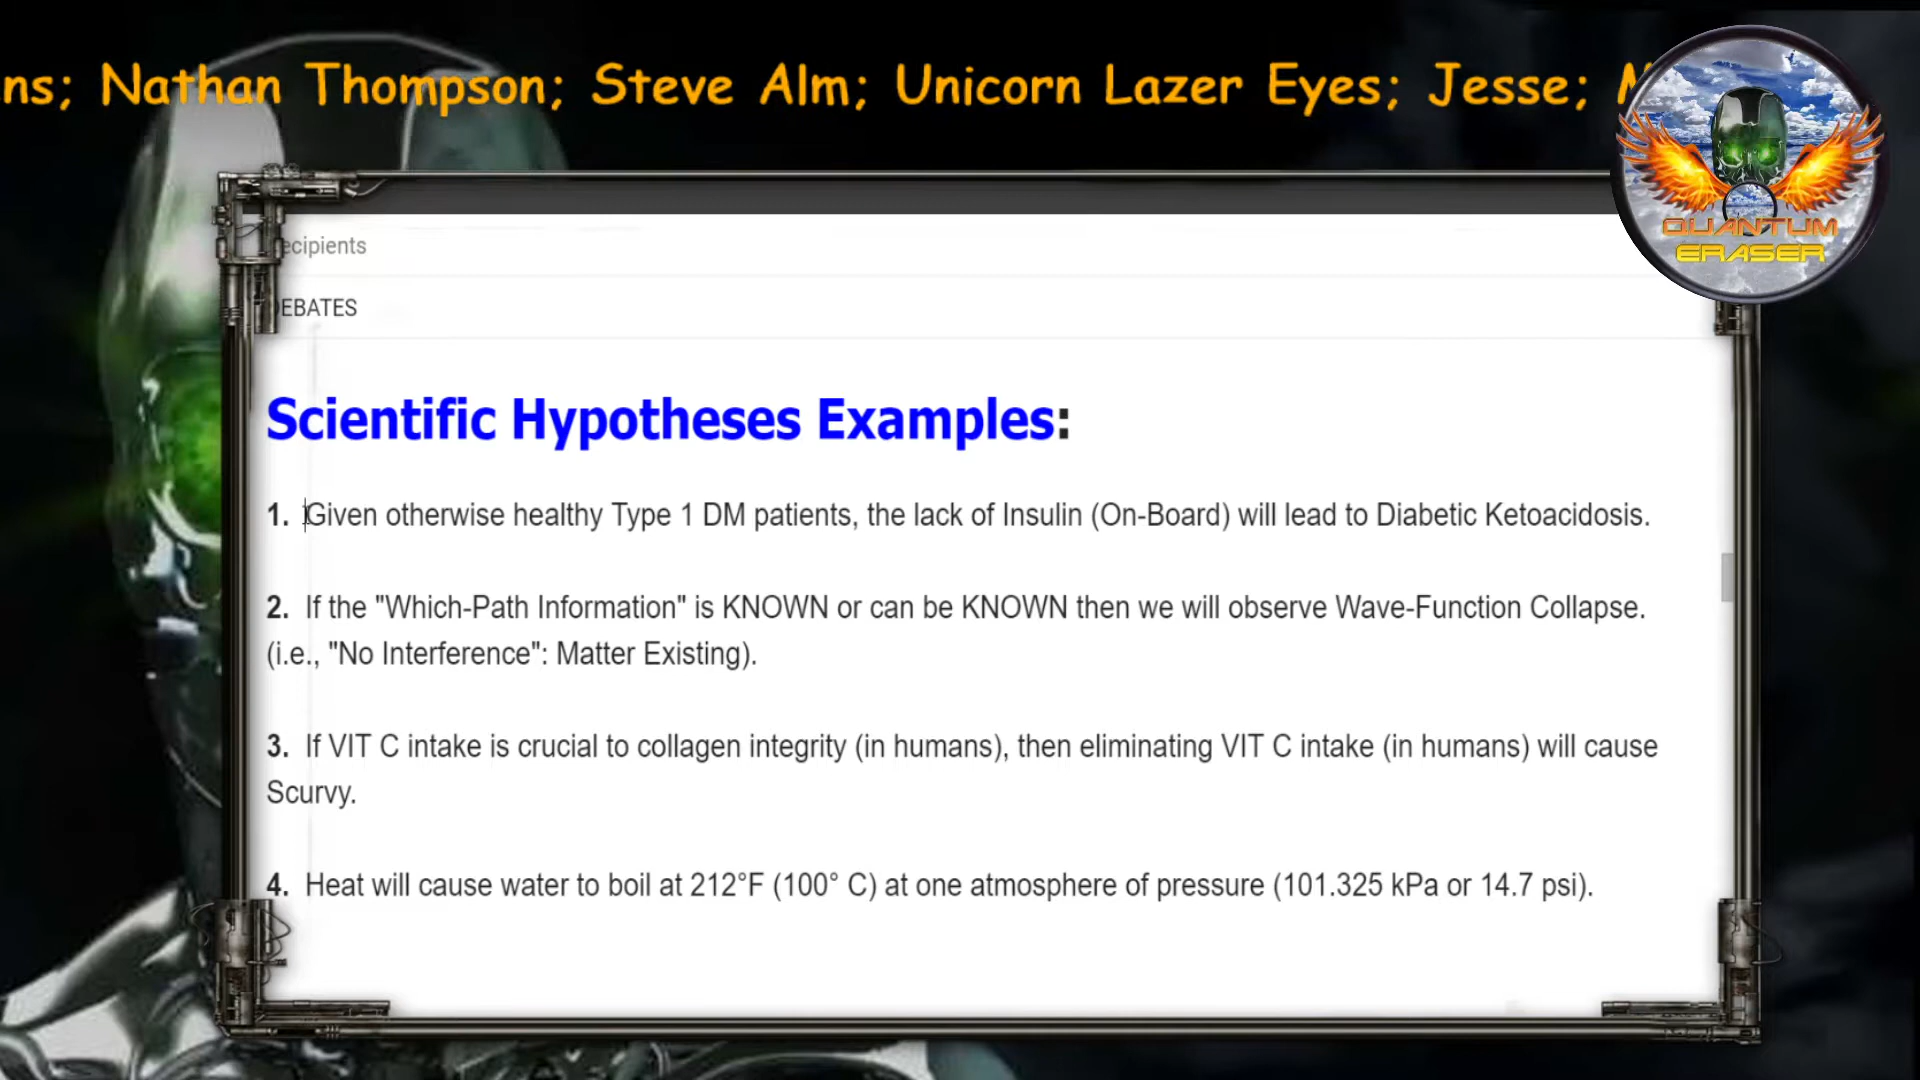 ns; Nathan Thompson; Steve Alm; Unicorn Lazer Eyes; Jesse;
QUANTUM
ERASER
ecipients
DEBATES
Scientific Hypotheses Examples:
1. Given otherwise healthy Type 1 DM patients, the lack of Insulin (On-Board) will lead to Diabetic Ketoacidosis.
2. If the "Which-Path Information" is KNOWN or can be KNOWN then we will observe Wave-Function Collapse.
(i.e., "No Interference": Matter Existing).
3. If VIT C intake is crucial to collagen integrity (in humans), then eliminating VIT C intake (in humans) will cause
Scurvy.
4. Heat will cause water to boil at 212°F (100° C) at one atmosphere of pressure (101.325 kPa or 14.7 psi).